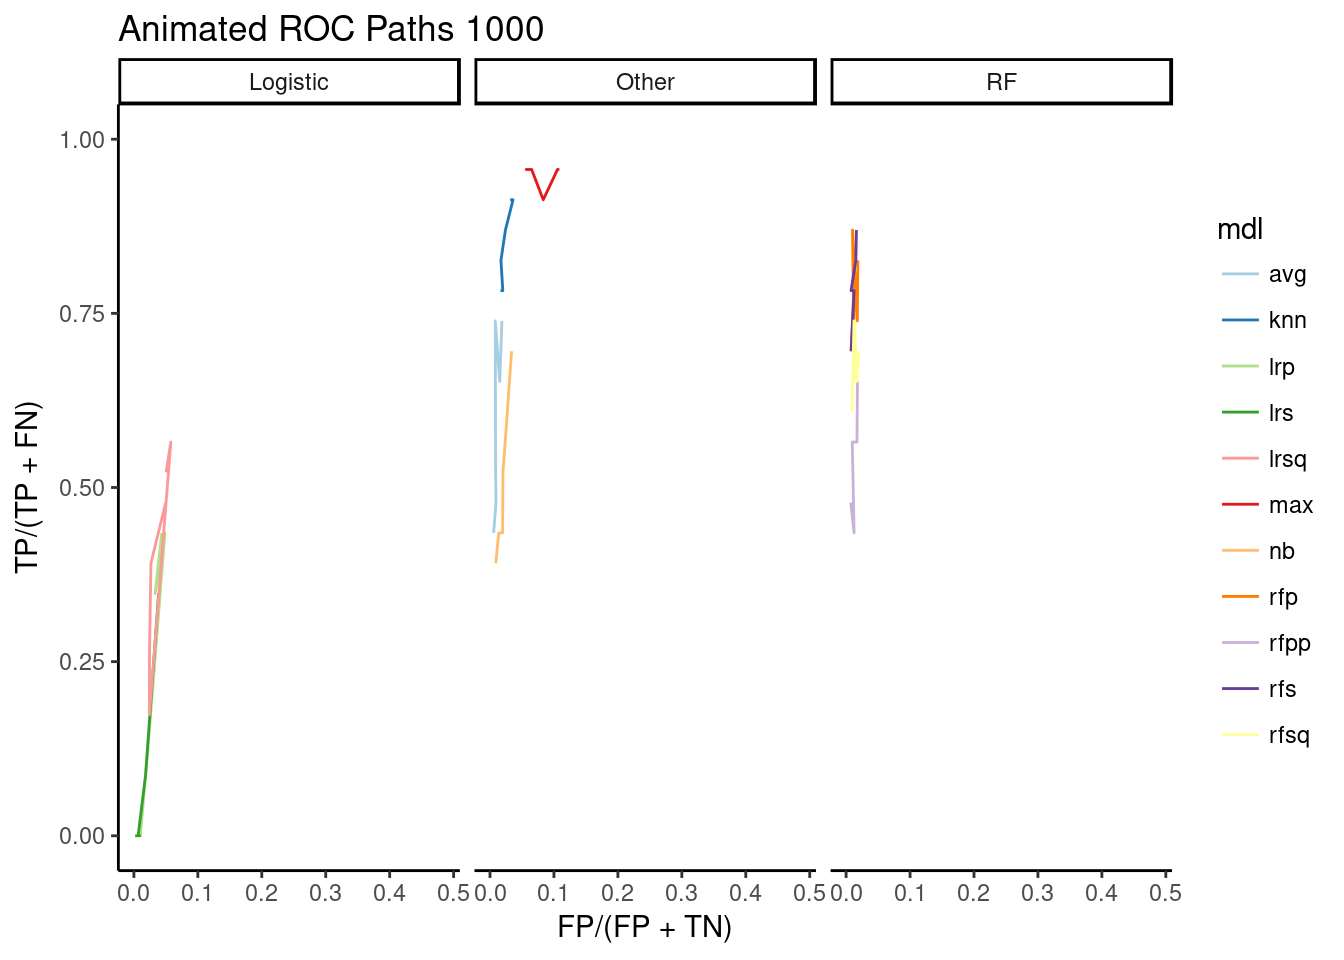 Animated ROC Paths 1000
Logistic Other RF
TP/(TP + FN)
1.00
0.75
0.50
0.25
0.00
0.0 0.1 0.2 0.3 0.4 0.5 0.0 0.1 0.2 0.3 0.4 0.5 0.0 0.1 0.2 0.3 0.4 0.5
FP/(FP + TN)
mdl
avg
knn
lrp
lrs
lrsq
max
nb
rfp
rfpp
rfs
rfsq